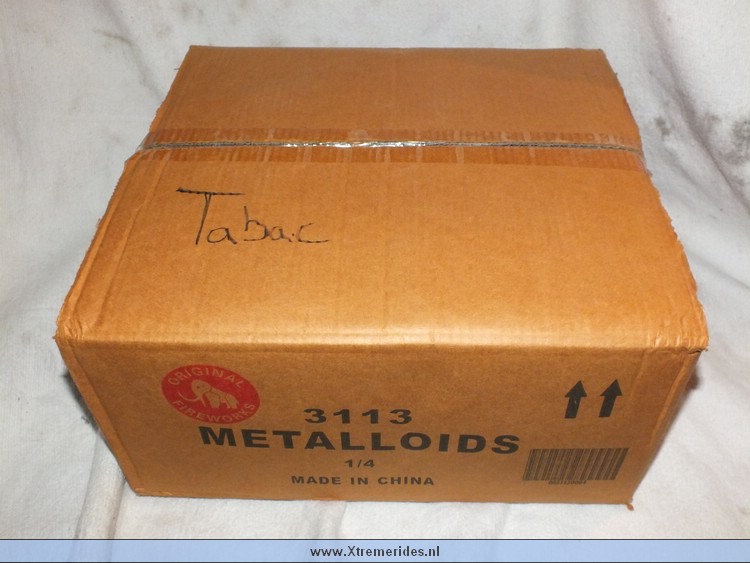 Tabac
ORIGINAL
FIREWORKS
3113
METALLOIDS
1/4
MADE IN CHINA
www.Xtremerides.nl